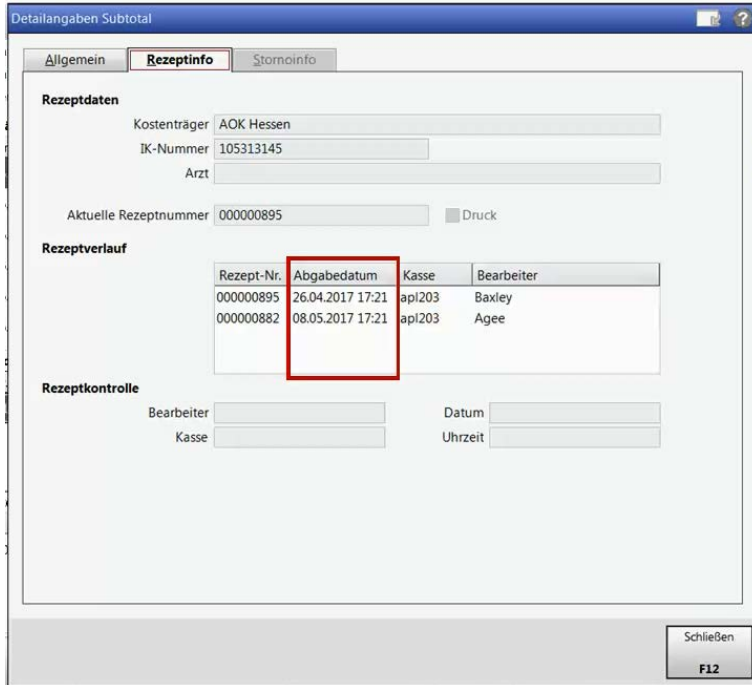 Detailangaben Subtotal
Allgemein Rezeptinfo Stornoinfo
Rezeptdaten
Kostenträger AOK Hessen
IK-Nummer 105313145
Arzt
Aktuelle Rezeptnummer 000000895 Druck
Rezeptverlauf
Rezept-Nr. Abgabedatum Kasse Bearbeiter
000000895 26.04.2017 17:21 apl203 Baxley
000000882 08.05.2017 17:21 apl203 Agee
Rezeptkontrolle
Bearbeiter Datum
Kasse Uhrzeit
Schließen
F12